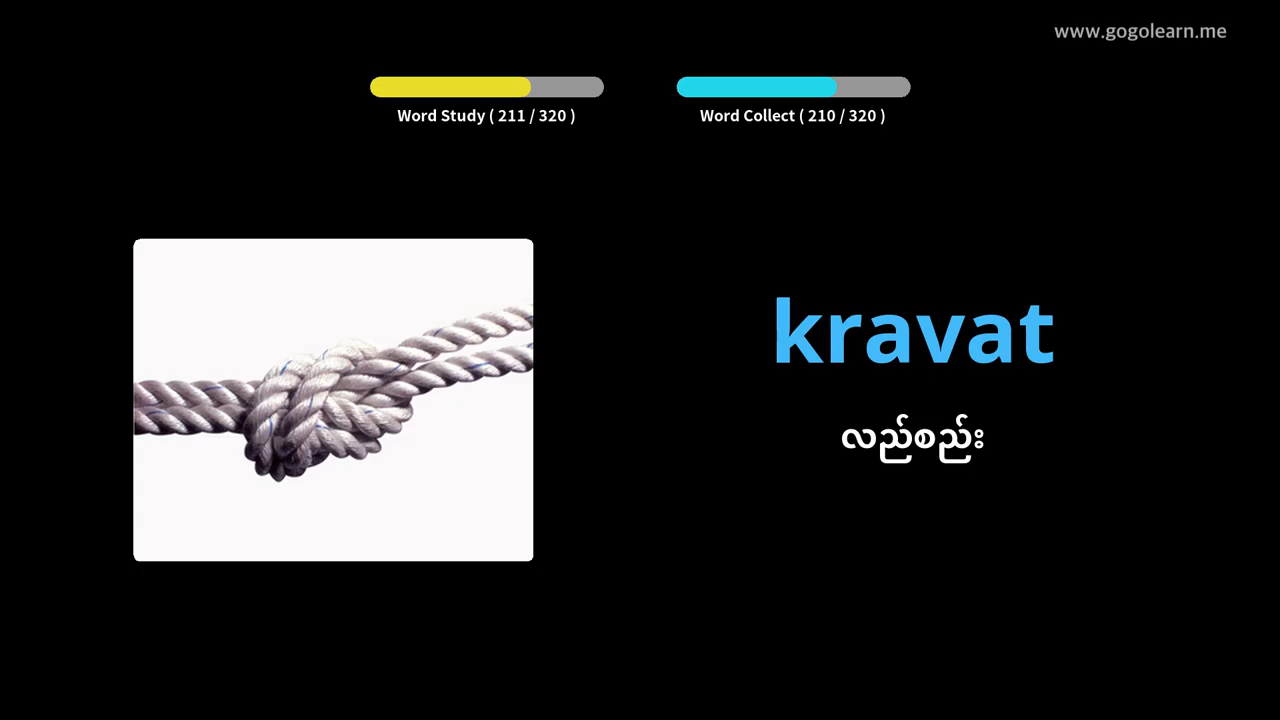 www.gogolearn.me
Word Study ( 211 / 320 )
Word Collect ( 210 / 320 )
kravat
လည်စည်း